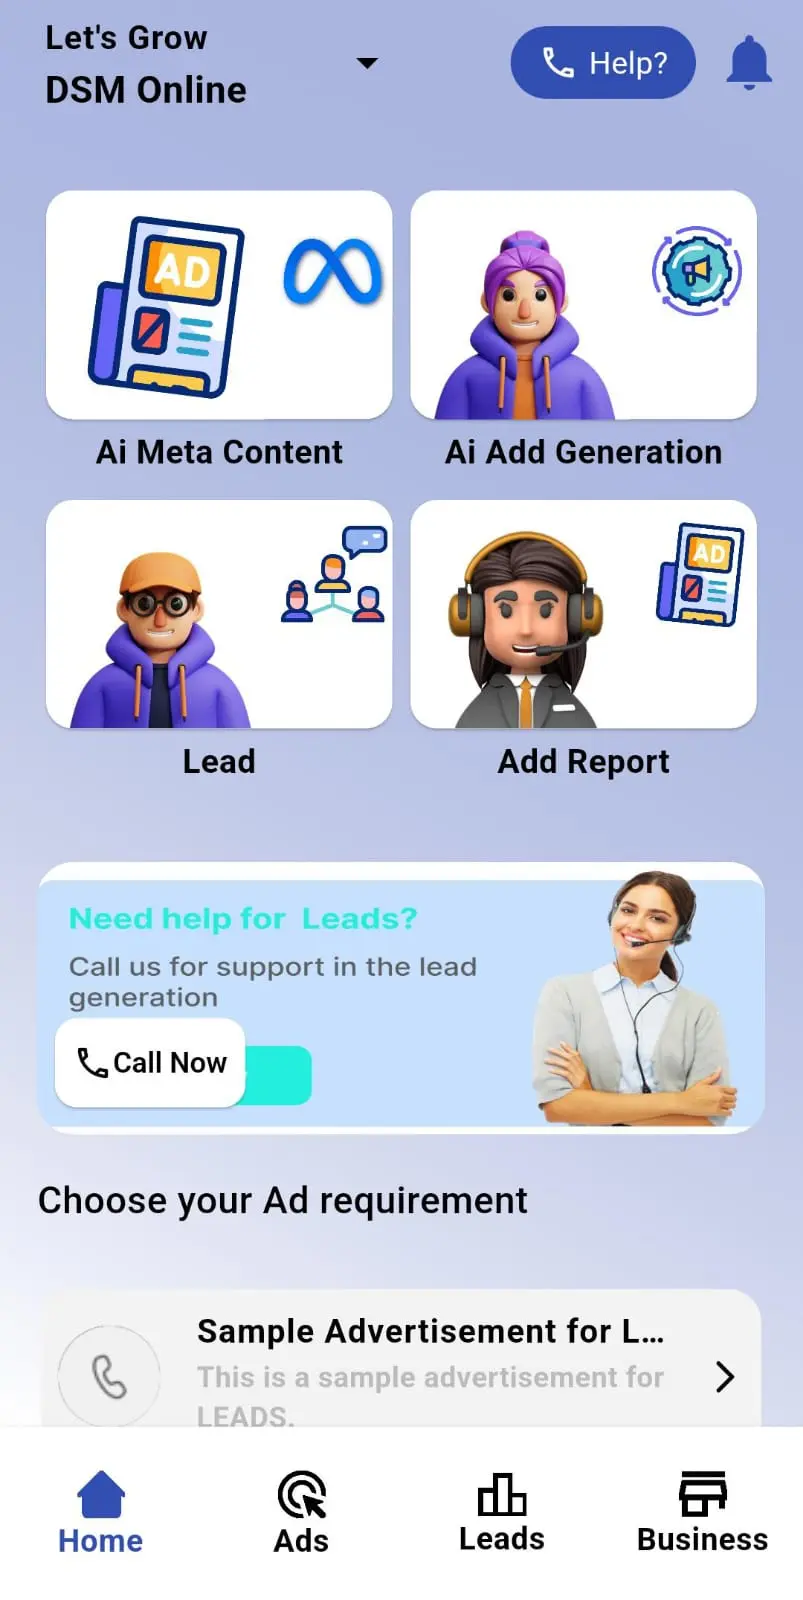 Let's Grow
DSM Online
Help?
AD
Ai Meta Content
Ai Add Generation
AD
Lead
Add Report
Need help for Leads?
Call us for support in the lead
generation
Call Now
Choose your Ad requirement
Sample Advertisement for L...
This is a sample advertisement for
LEADS.
Home
Ads
Leads
Business